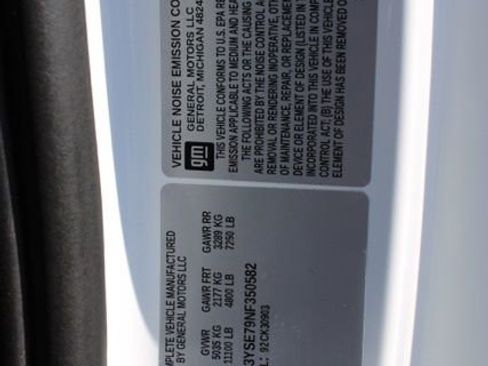 VEHICLE NOISE EMISSION CO
GENERAL MOTORS LLC
DETROIT, MICHIGAN 4824
gm
THIS VEHICLE CONFORMS TO U.S. EPA RE
EMISSION APPLICABLE TO MEDIUM AND HEA
THE FOLLOWING ACTS OR THE CAUSING
ARE PROHIBITED BY THE NOISE CONTROL A
(A) THE REMOVAL OR RENDERING INOPERATIVE, OTH
OF MAINTENANCE, REPAIR, OR REPLACEMEN
DEVICE OR ELEMENT OF DESIGN (LISTED IN T
INCORPORATED INTO THIS VEHICLE IN COMP
CONTROL ACT, (B) THE USE OF THIS VEHICLE
ELEMENT OF DESIGN HAS BEEN REMOVED O
MPLETE VEHICLE MANUFACTURED
BY GENERAL MOTORS LLC
GVWR GAWR FRT GAWR RR
5035 KG 2177 KG 3289 KG
11100 LB 4800 LB 7250 LB
3YSE79NF350582
L: 92CK30903